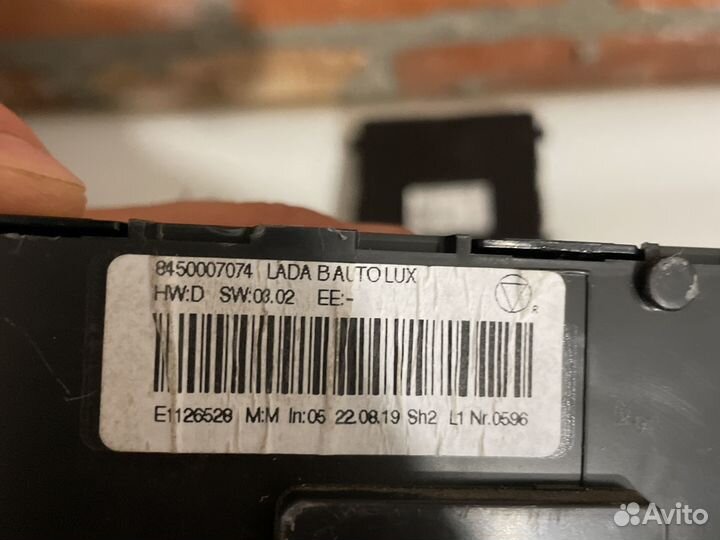 8450007074 LADA B AUTO LUX
HW:D SW:03.02 EE:-
R
E1126528 M:M In:05 22.08.19 Sh2 L1 Nr.0596
Avito